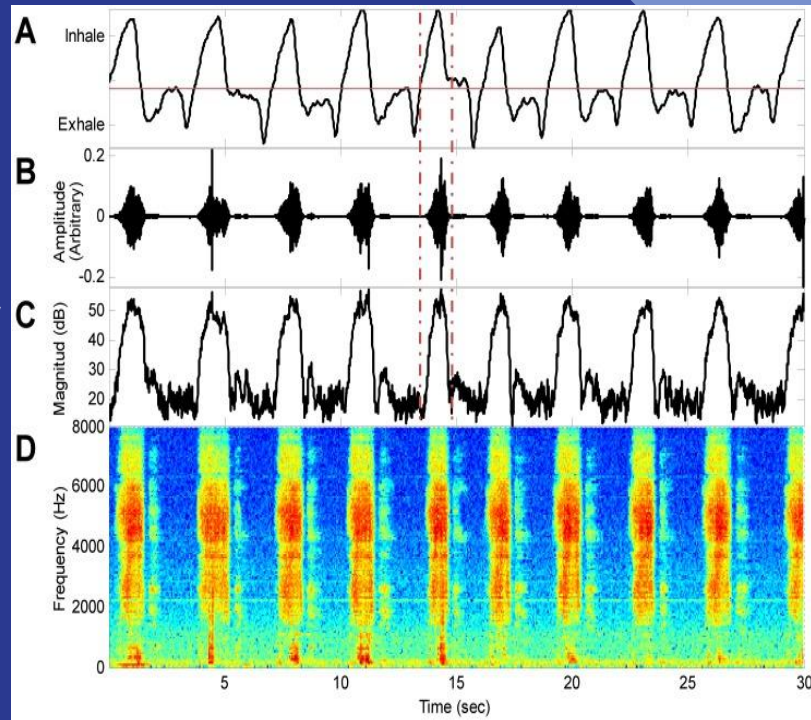 A
Inhale
Exhale
B
0.2
0
-0.2
Amplitude
(Arbitrary)
C
50
40
30
20
Magnitud (dB)
D
8000
6000
4000
2000
0
Frequency (Hz)
5
10
15
20
25
30
Time (sec)